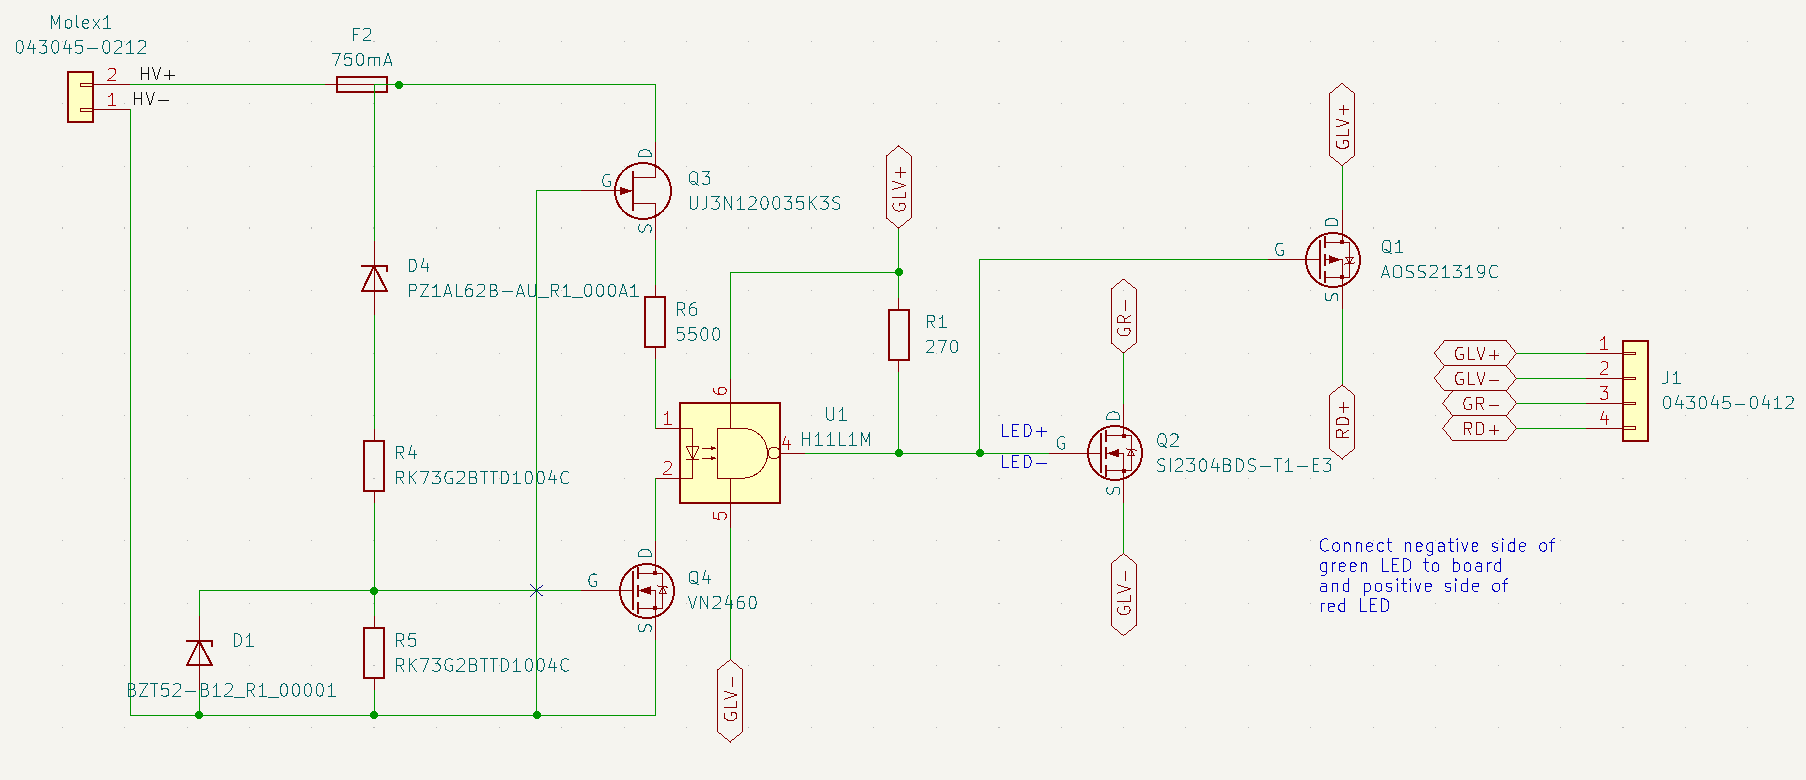 Molex1
043045-0212
2
HV+
1
HV-
F2
750mA
D4
PZ1AL62B-AU_R1_000A1
R4
RK73G2BTTD1004C
R5
RK73G2BTTD1004C
D1
BZT52-B12_R1_00001
D
G
S
Q3
UJ3N120035K3S
R6
5500
1
2
6
5
4
U1
H11L1M
D
G
S
Q4
VN2460
GLV-
GLV+
R1
270
LED+
LED-
GR-
D
G
S
Q2
SI2304BDS-T1-E3
GLV-
GLV+
D
G
S
Q1
AOSS21319C
RD+
GLV+
1
GLV-
2
GR-
3
RD+
4
J1
043045-0412
Connect negative side of
green LED to board
and positive side of
red LED